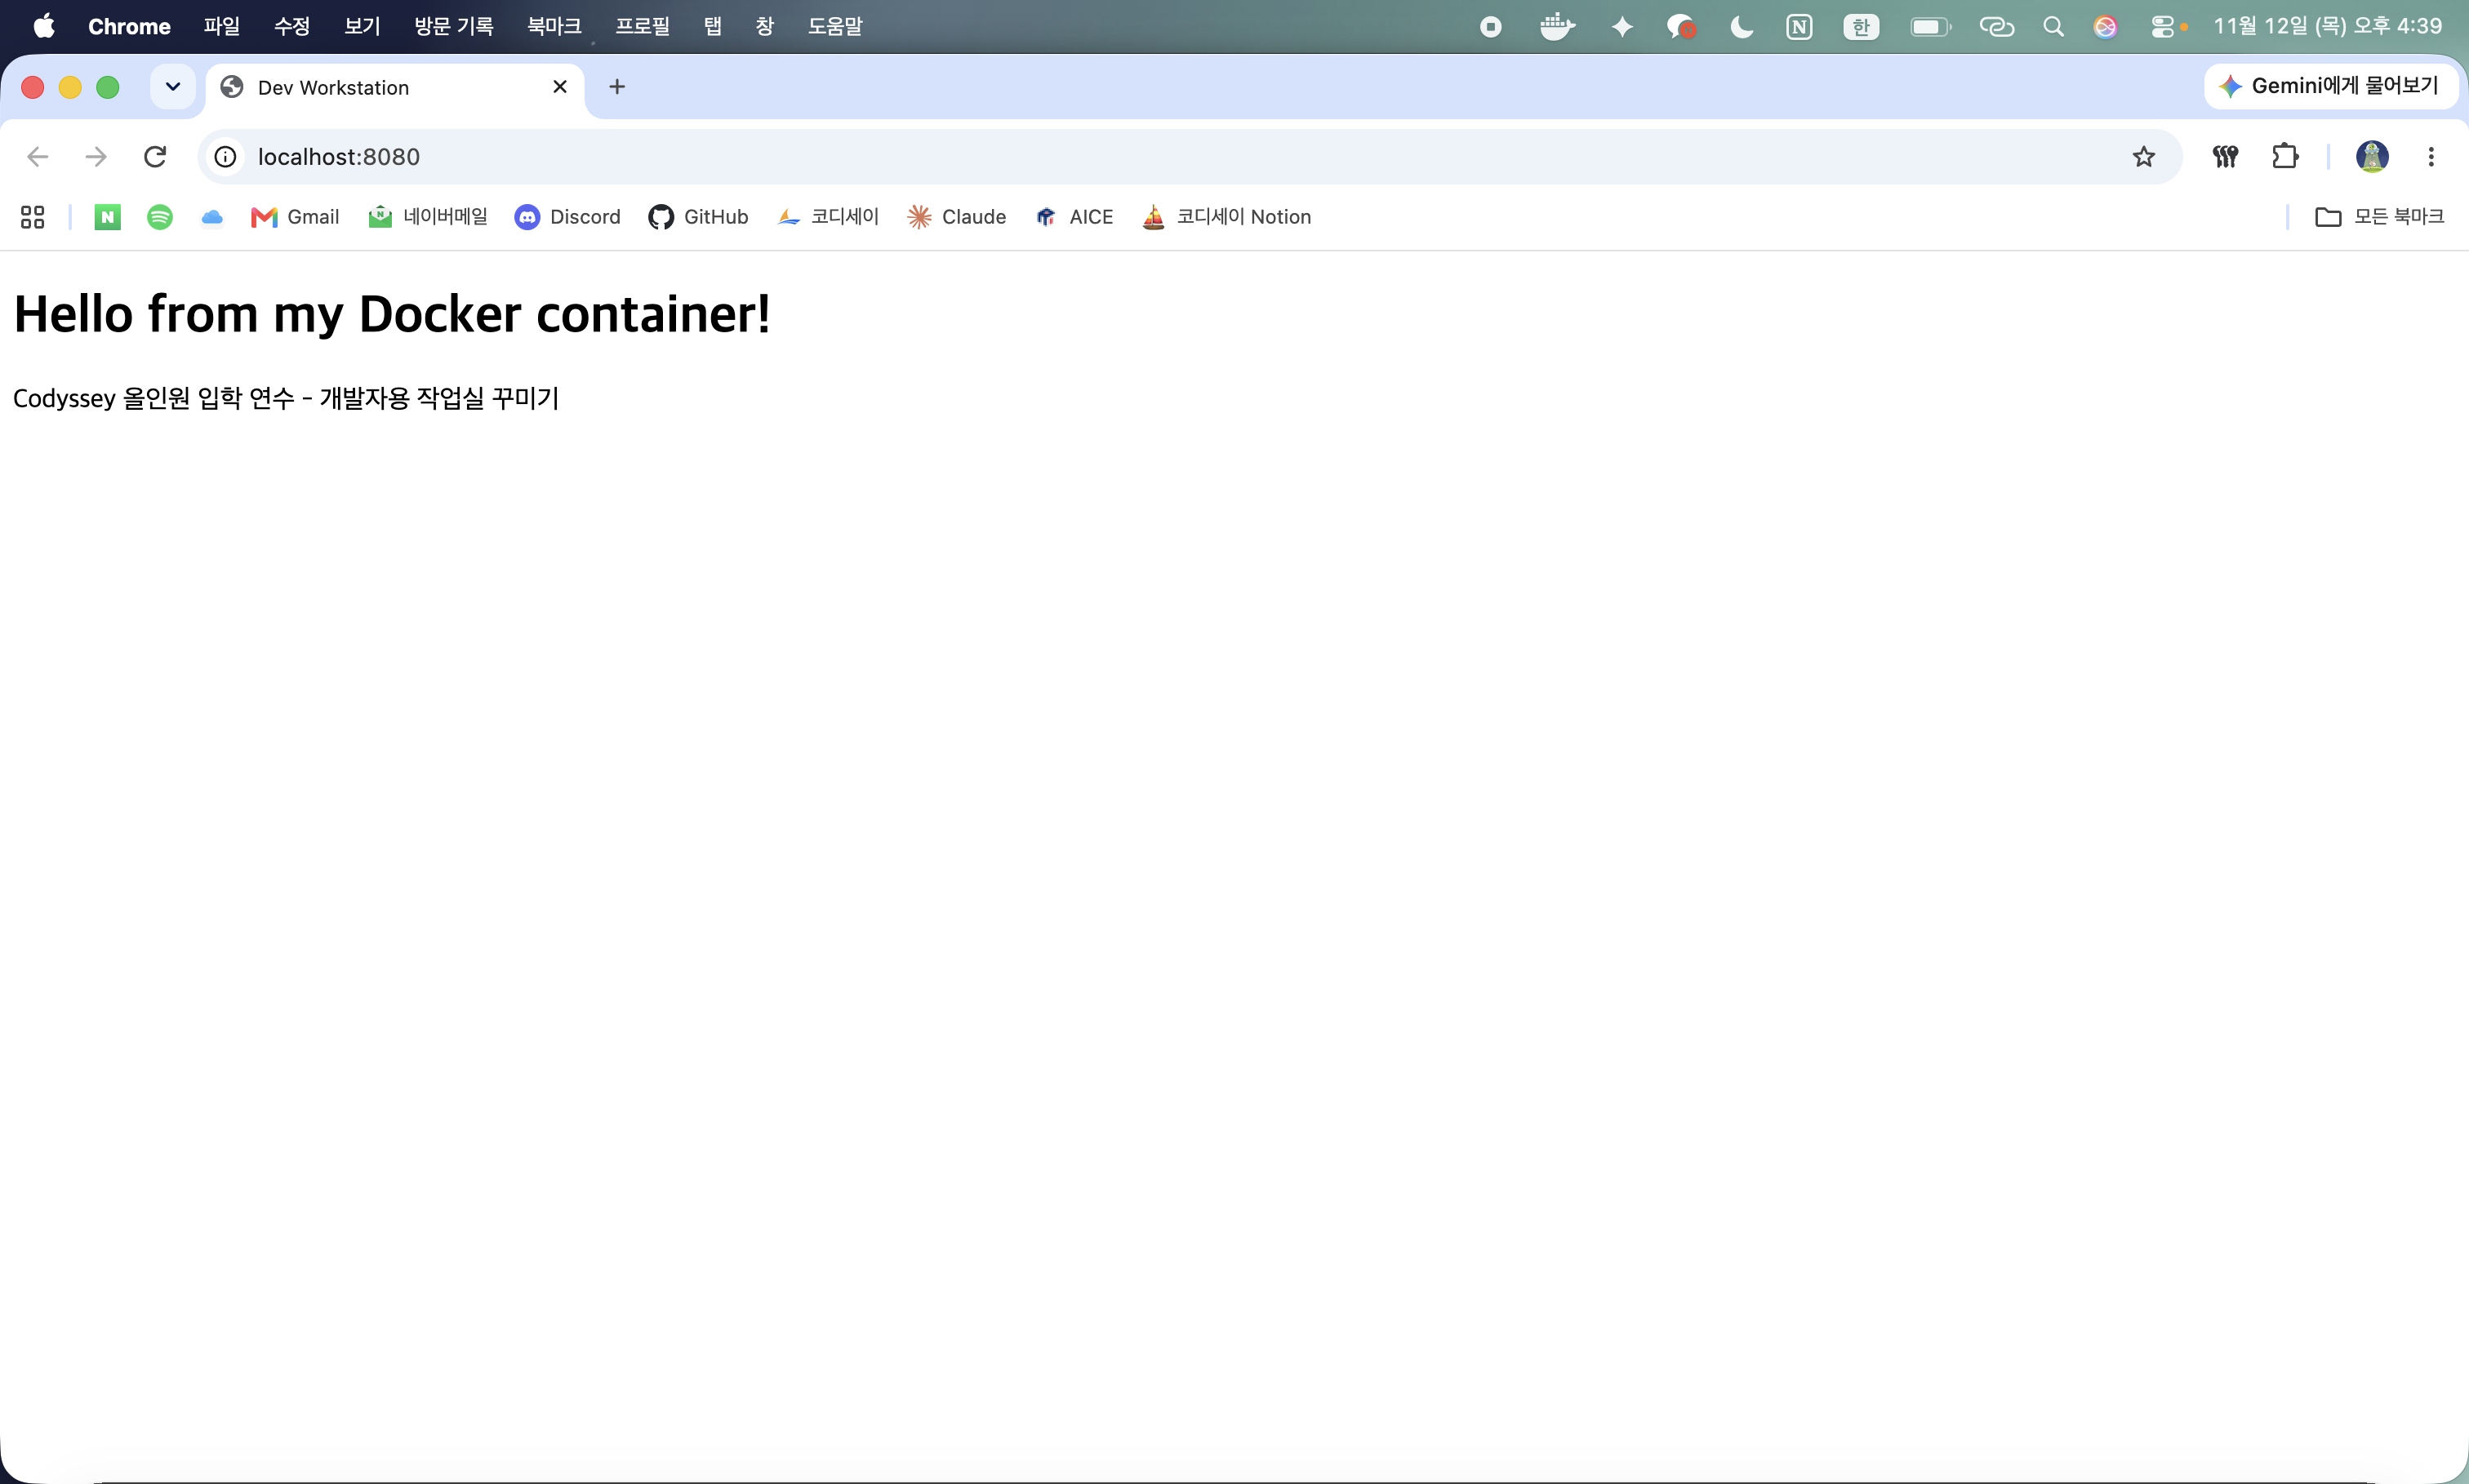 Chrome 파일 수정 보기 방문 기록 북마크 프로필 탭 창 도움말 N 한 11월 12일 (목) 오후 4:39
Dev Workstation Gemini에게 물어보기
localhost:8080
N Gmail 네이버메일 Discord GitHub 코디세이 Claude AICE 코디세이 Notion 모든 북마크
Hello from my Docker container!
Codyssey 올인원 입학 연수 - 개발자용 작업실 꾸미기